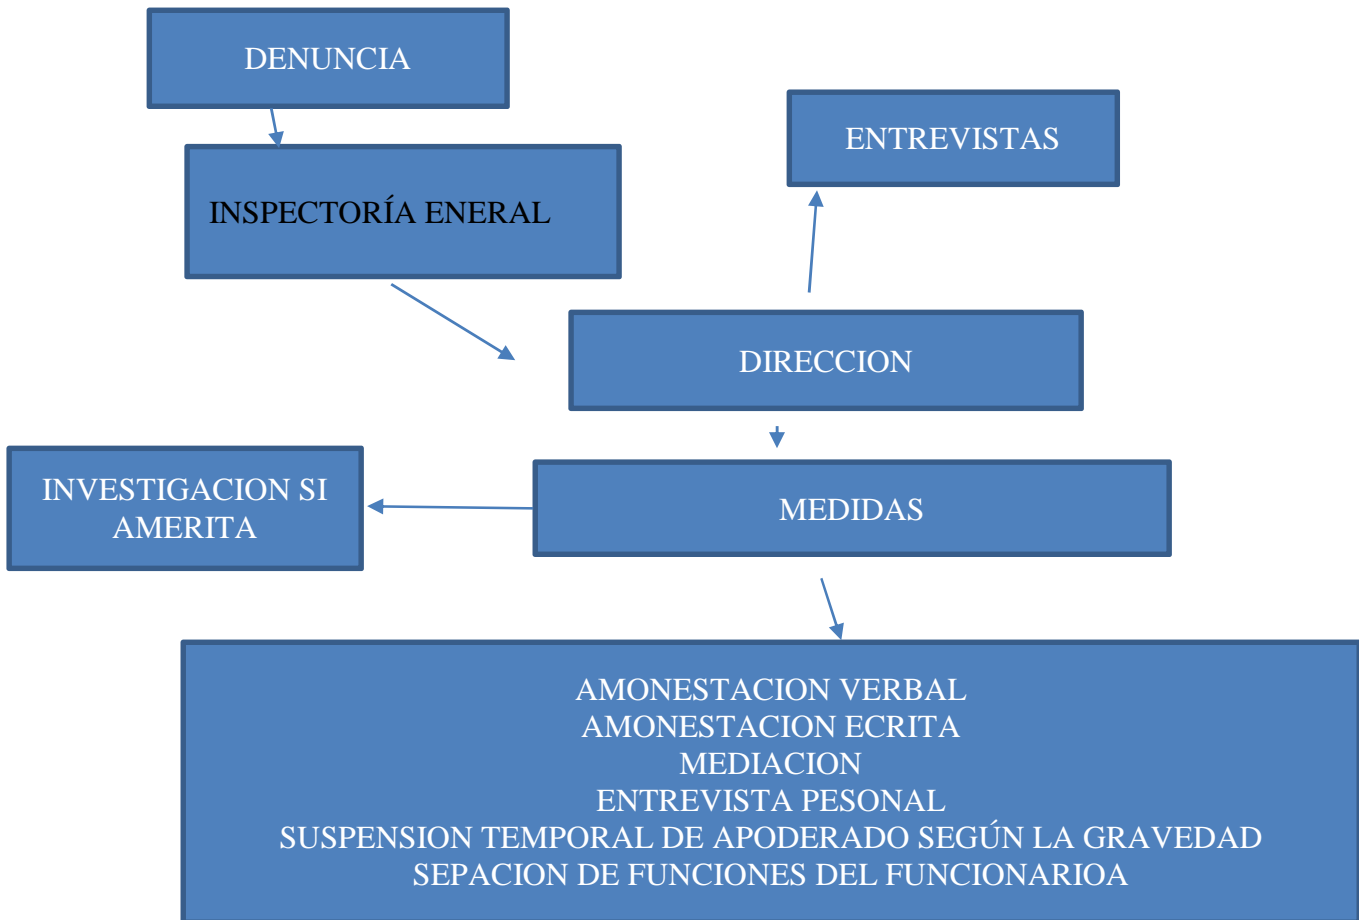 DENUNCIA
ENTREVISTAS
INSPECTORÍA ENERAL
DIRECCION
INVESTIGACION SI
AMERITA
MEDIDAS
AMONESTACION VERBAL
AMONESTACION ECRITA
MEDIACION
ENTREVISTA PESONAL
SUSPENSION TEMPORAL DE APODERADO SEGÚN LA GRAVEDAD
SEPACION DE FUNCIONES DEL FUNCIONARIOA